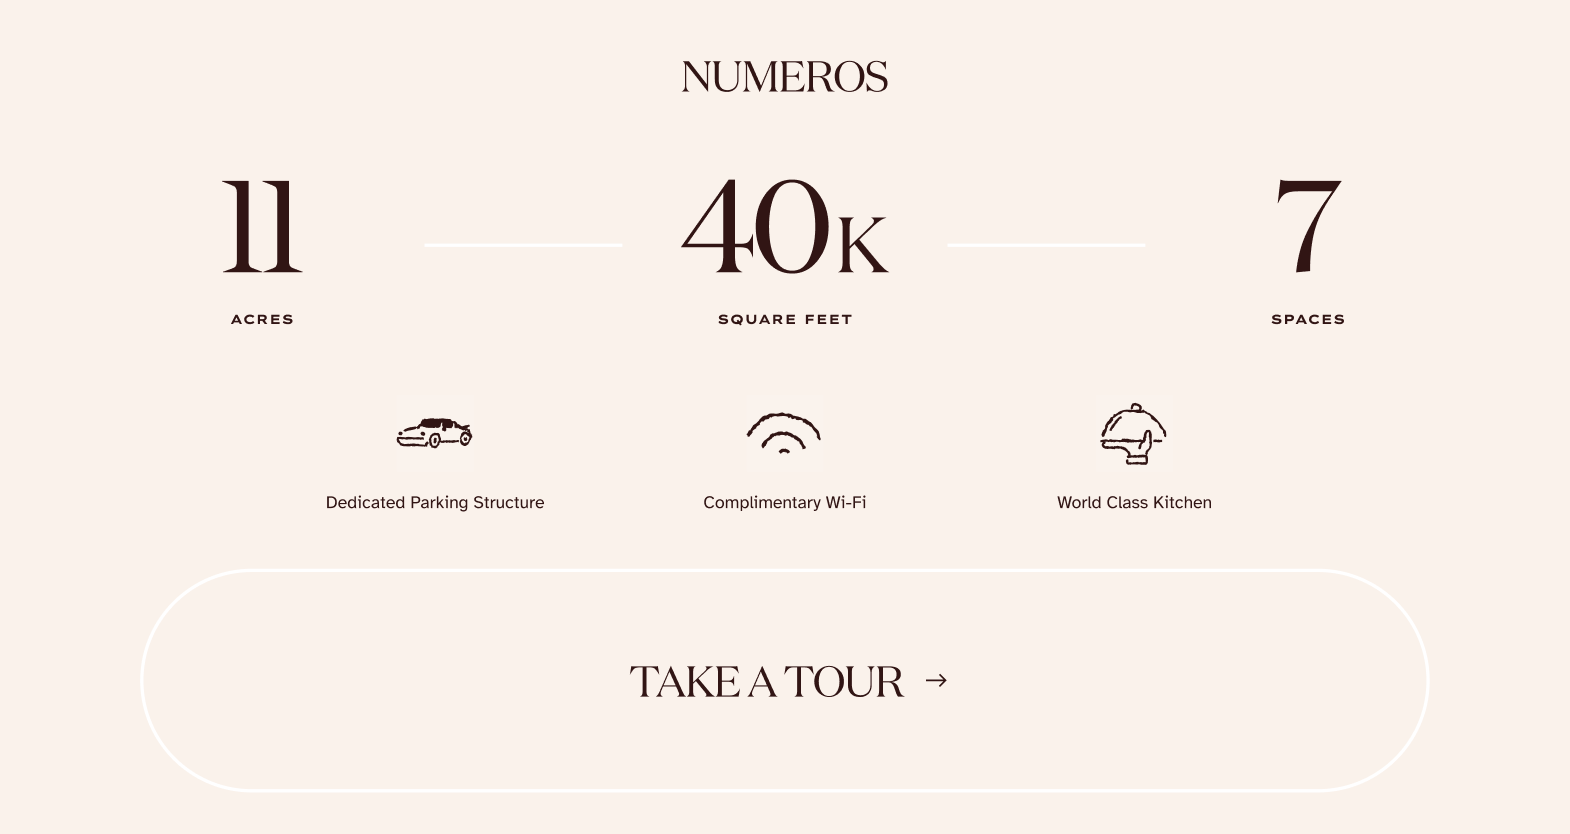 NUMEROS
11 40K 7
ACRES SQUARE FEET SPACES
Dedicated Parking Structure Complimentary Wi-Fi World Class Kitchen
TAKE A TOUR →